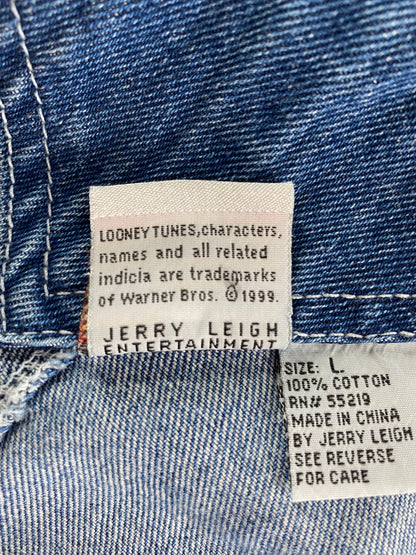 LOONEY TUNES, characters,
names and all related
indicia are trademarks
of Warner Bros. © 1999.
JERRY LEIGH
ENTERTAINMENT
SIZE: L
100% COTTON
RN# 55219
MADE IN CHINA
BY JERRY LEIGH
SEE REVERSE
FOR CARE